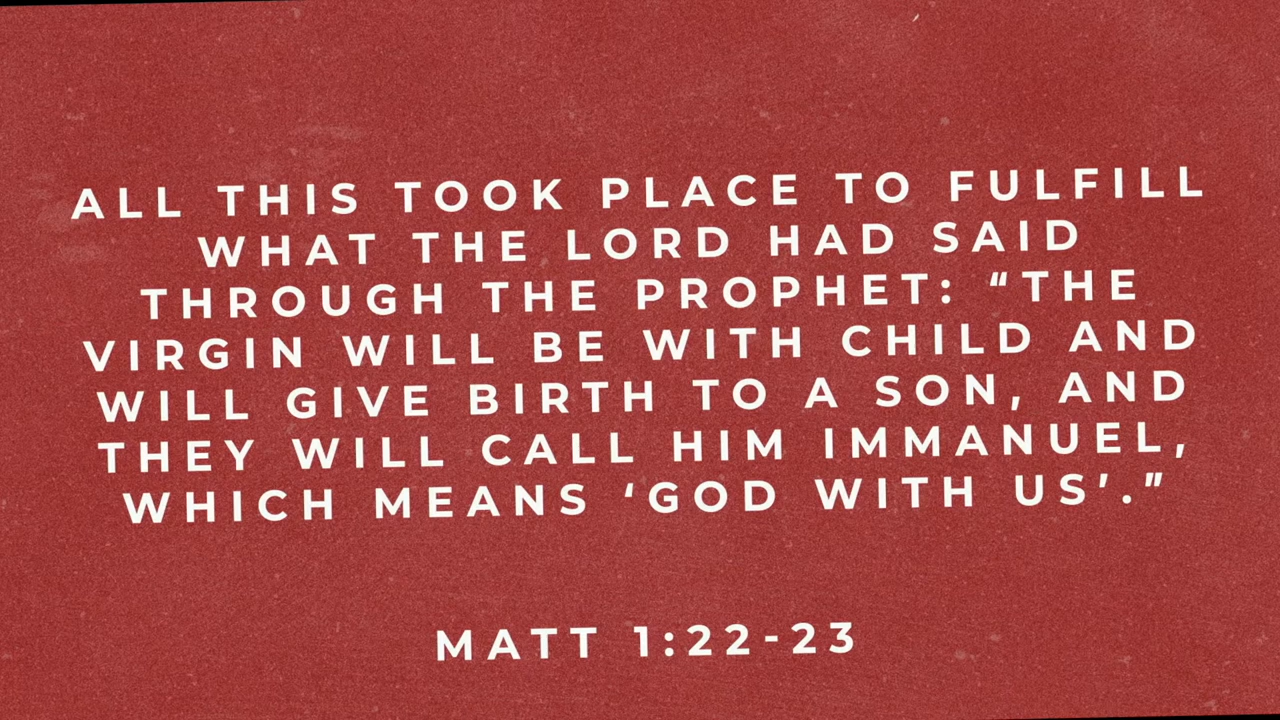 ALL THIS TOOK PLACE TO FULFILL
WHAT THE LORD HAD SAID
THROUGH THE PROPHET: “THE
VIRGIN WILL BE WITH CHILD AND
WILL GIVE BIRTH TO A SON, AND
THEY WILL CALL HIM IMMANUEL,
WHICH MEANS ‘GOD WITH US’.”
MATT 1:22-23